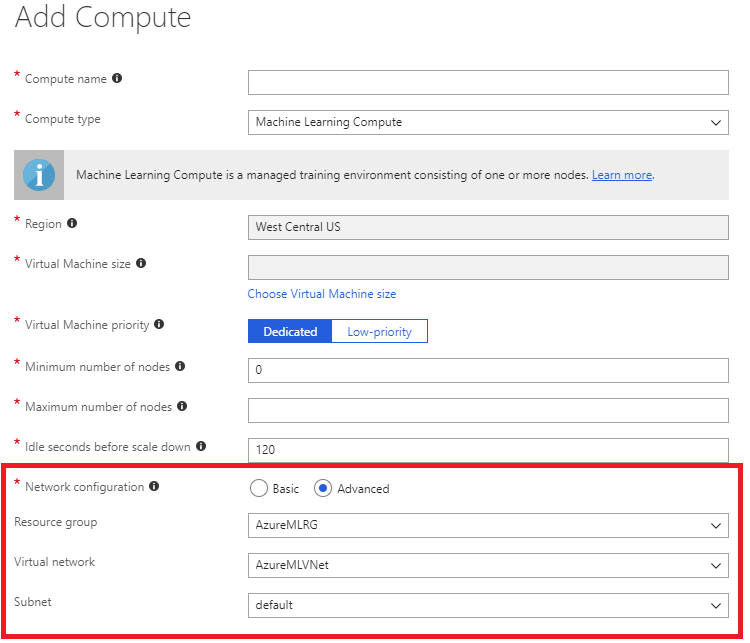 Add Compute
* Compute name
* Compute type
Machine Learning Compute
Machine Learning Compute is a managed training environment consisting of one or more nodes. Learn more.
* Region
West Central US
* Virtual Machine size
Choose Virtual Machine size
* Virtual Machine priority
Dedicated
Low-priority
* Minimum number of nodes
0
* Maximum number of nodes
* Idle seconds before scale down
120
* Network configuration
Basic
Advanced
Resource group
AzureMLRG
Virtual network
AzureMLVNet
Subnet
default